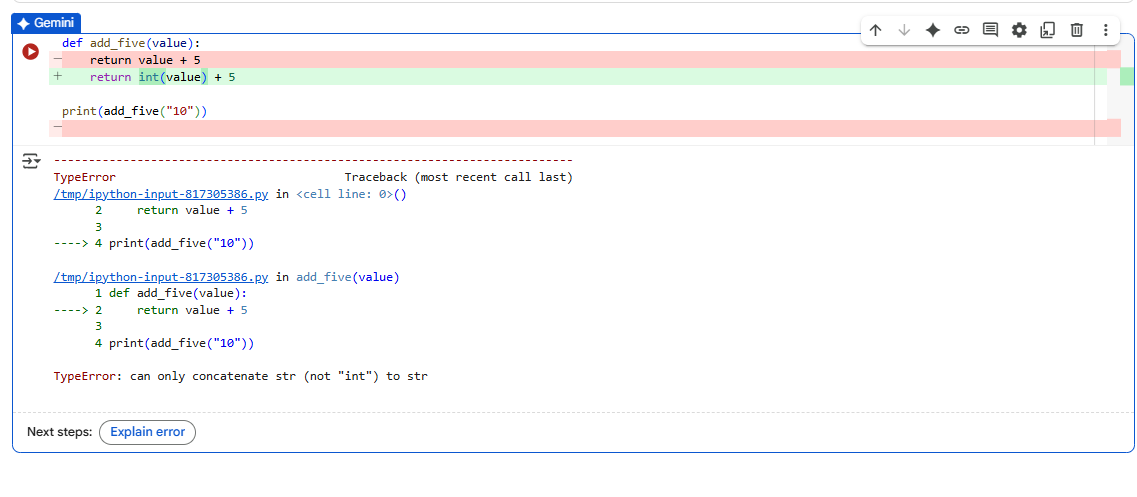 Gemini
def add_five(value):
-    return value + 5
+    return int(value) + 5

print(add_five("10"))
-
---------------------------------------------------------------------------
TypeError                                 Traceback (most recent call last)
/tmp/ipython-input-817305386.py in <cell line: 0>()
      2     return value + 5
      3
----> 4 print(add_five("10"))

/tmp/ipython-input-817305386.py in add_five(value)
      1 def add_five(value):
----> 2     return value + 5
      3
      4 print(add_five("10"))

TypeError: can only concatenate str (not "int") to str
Next steps: Explain error